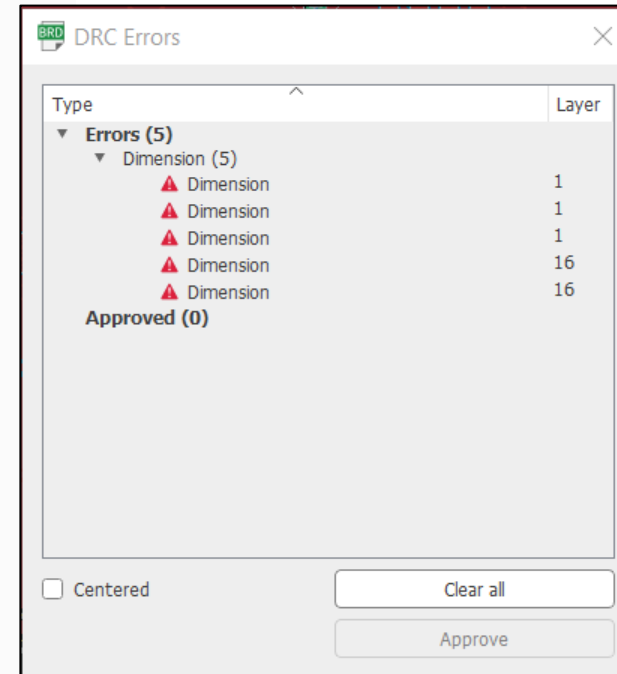 BRD DRC Errors
Type Layer
Errors (5)
Dimension (5)
Dimension 1
Dimension 1
Dimension 1
Dimension 16
Dimension 16
Approved (0)
Centered Clear all
Approve